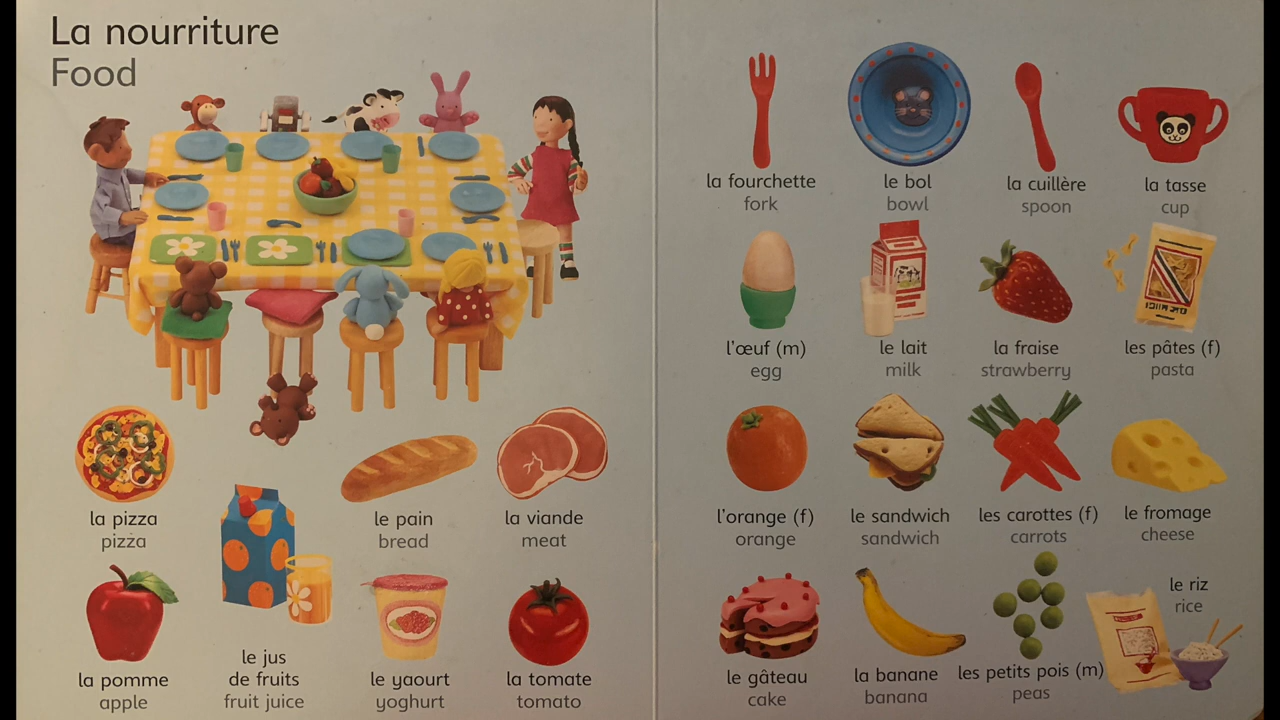 La nourriture
Food
la pizza
pizza
le pain
bread
la viande
meat
la pomme
apple
le jus
de fruits
fruit juice
le yaourt
yoghurt
la tomate
tomato
la fourchette
fork
le bol
bowl
la cuillère
spoon
la tasse
cup
l'œuf (m)
egg
le lait
milk
la fraise
strawberry
les pâtes (f)
pasta
l'orange (f)
orange
le sandwich
sandwich
les carottes (f)
carrots
le fromage
cheese
le gâteau
cake
la banane
banana
les petits pois (m)
peas
le riz
rice